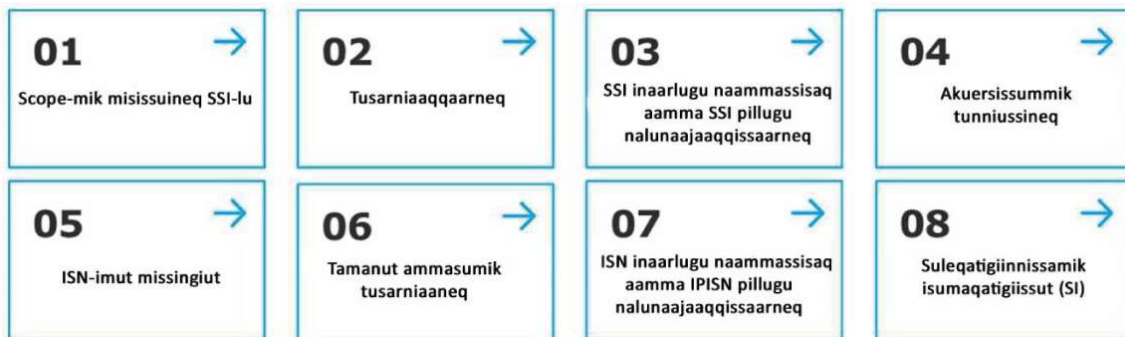 01
Scope-mik misissuineq SSI-lu
02
Tusarniaaqqaarneq
03
SSI inaarlugu naammassisaq
aamma SSI pillugu
nalunaajaaqqissaarneq
04
Akuersissummik
tunniussineq
05
ISN-imut missingiut
06
Tamanut ammasumik
tusarniaaneq
07
ISN inaarlugu naammassisaq
aamma IPISN pillugu
nalunaajaaqqissaarneq
08
Suleqatigiinnissamik
isumaqatigiissut (SI)